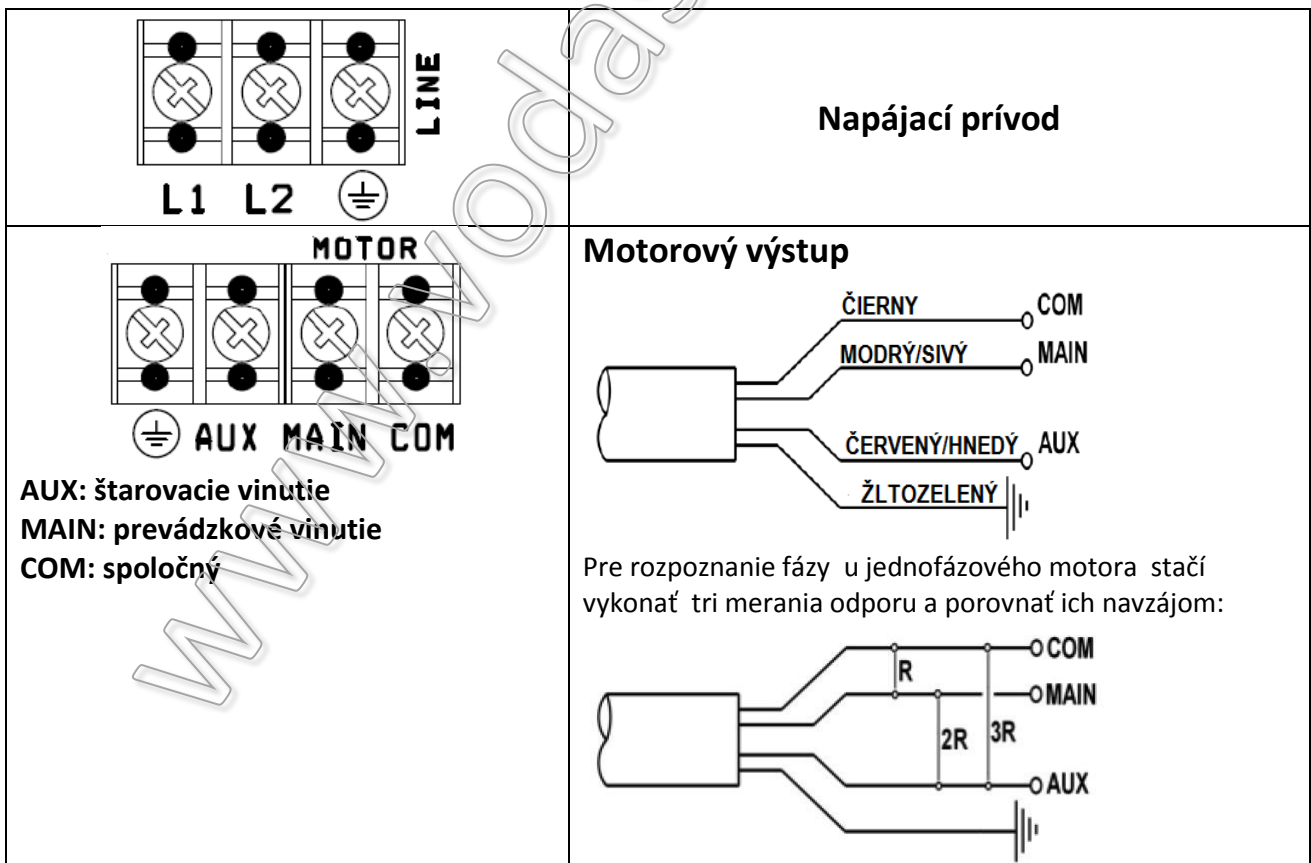 LINE
L1 L2
Napájací prívod
MOTOR
AUX MAIN COM
AUX: štarovacie vinutie
MAIN: prevádzkové vinutie
COM: spoločný
Motorový výstup
ČIERNY COM
MODRÝ/SIVÝ MAIN
ČERVENÝ/HNEDÝ AUX
ŽLTOZELENÝ
Pre rozpoznanie fázy u jednofázového motora stačí
vykonať tri merania odporu a porovnať ich navzájom:
COM
R
MAIN
2R 3R
AUX